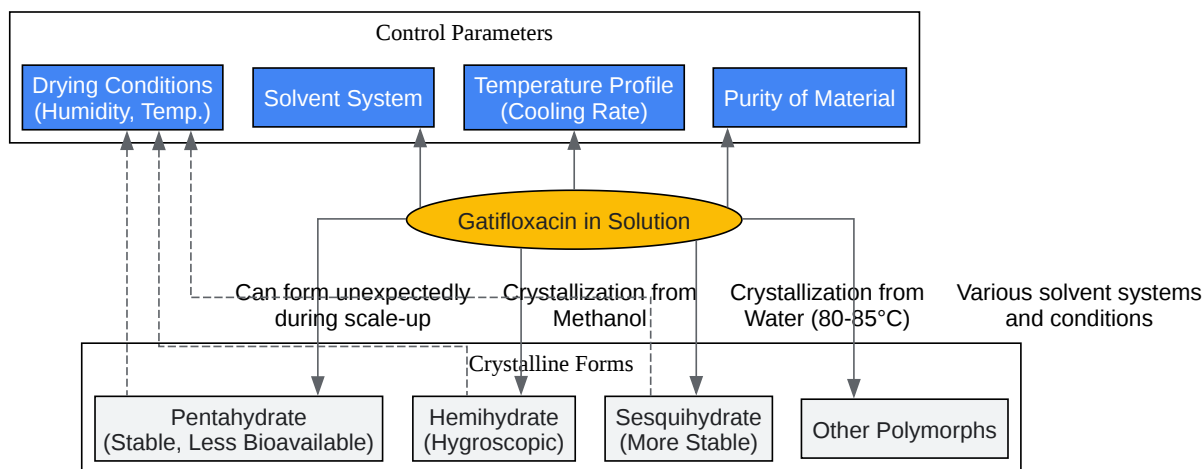 Control Parameters
Drying Conditions
(Humidity, Temp.)
Solvent System
Temperature Profile
(Cooling Rate)
Purity of Material
Gatifloxacin in Solution
Can form unexpectedly
during scale-up
Crystallization from
Methanol
Crystallization from
Water (80-85°C)
Various solvent systems
and conditions
Crystalline Forms
Pentahydrate
(Stable, Less Bioavailable)
Hemihydrate
(Hygroscopic)
Sesquihydrate
(More Stable)
Other Polymorphs